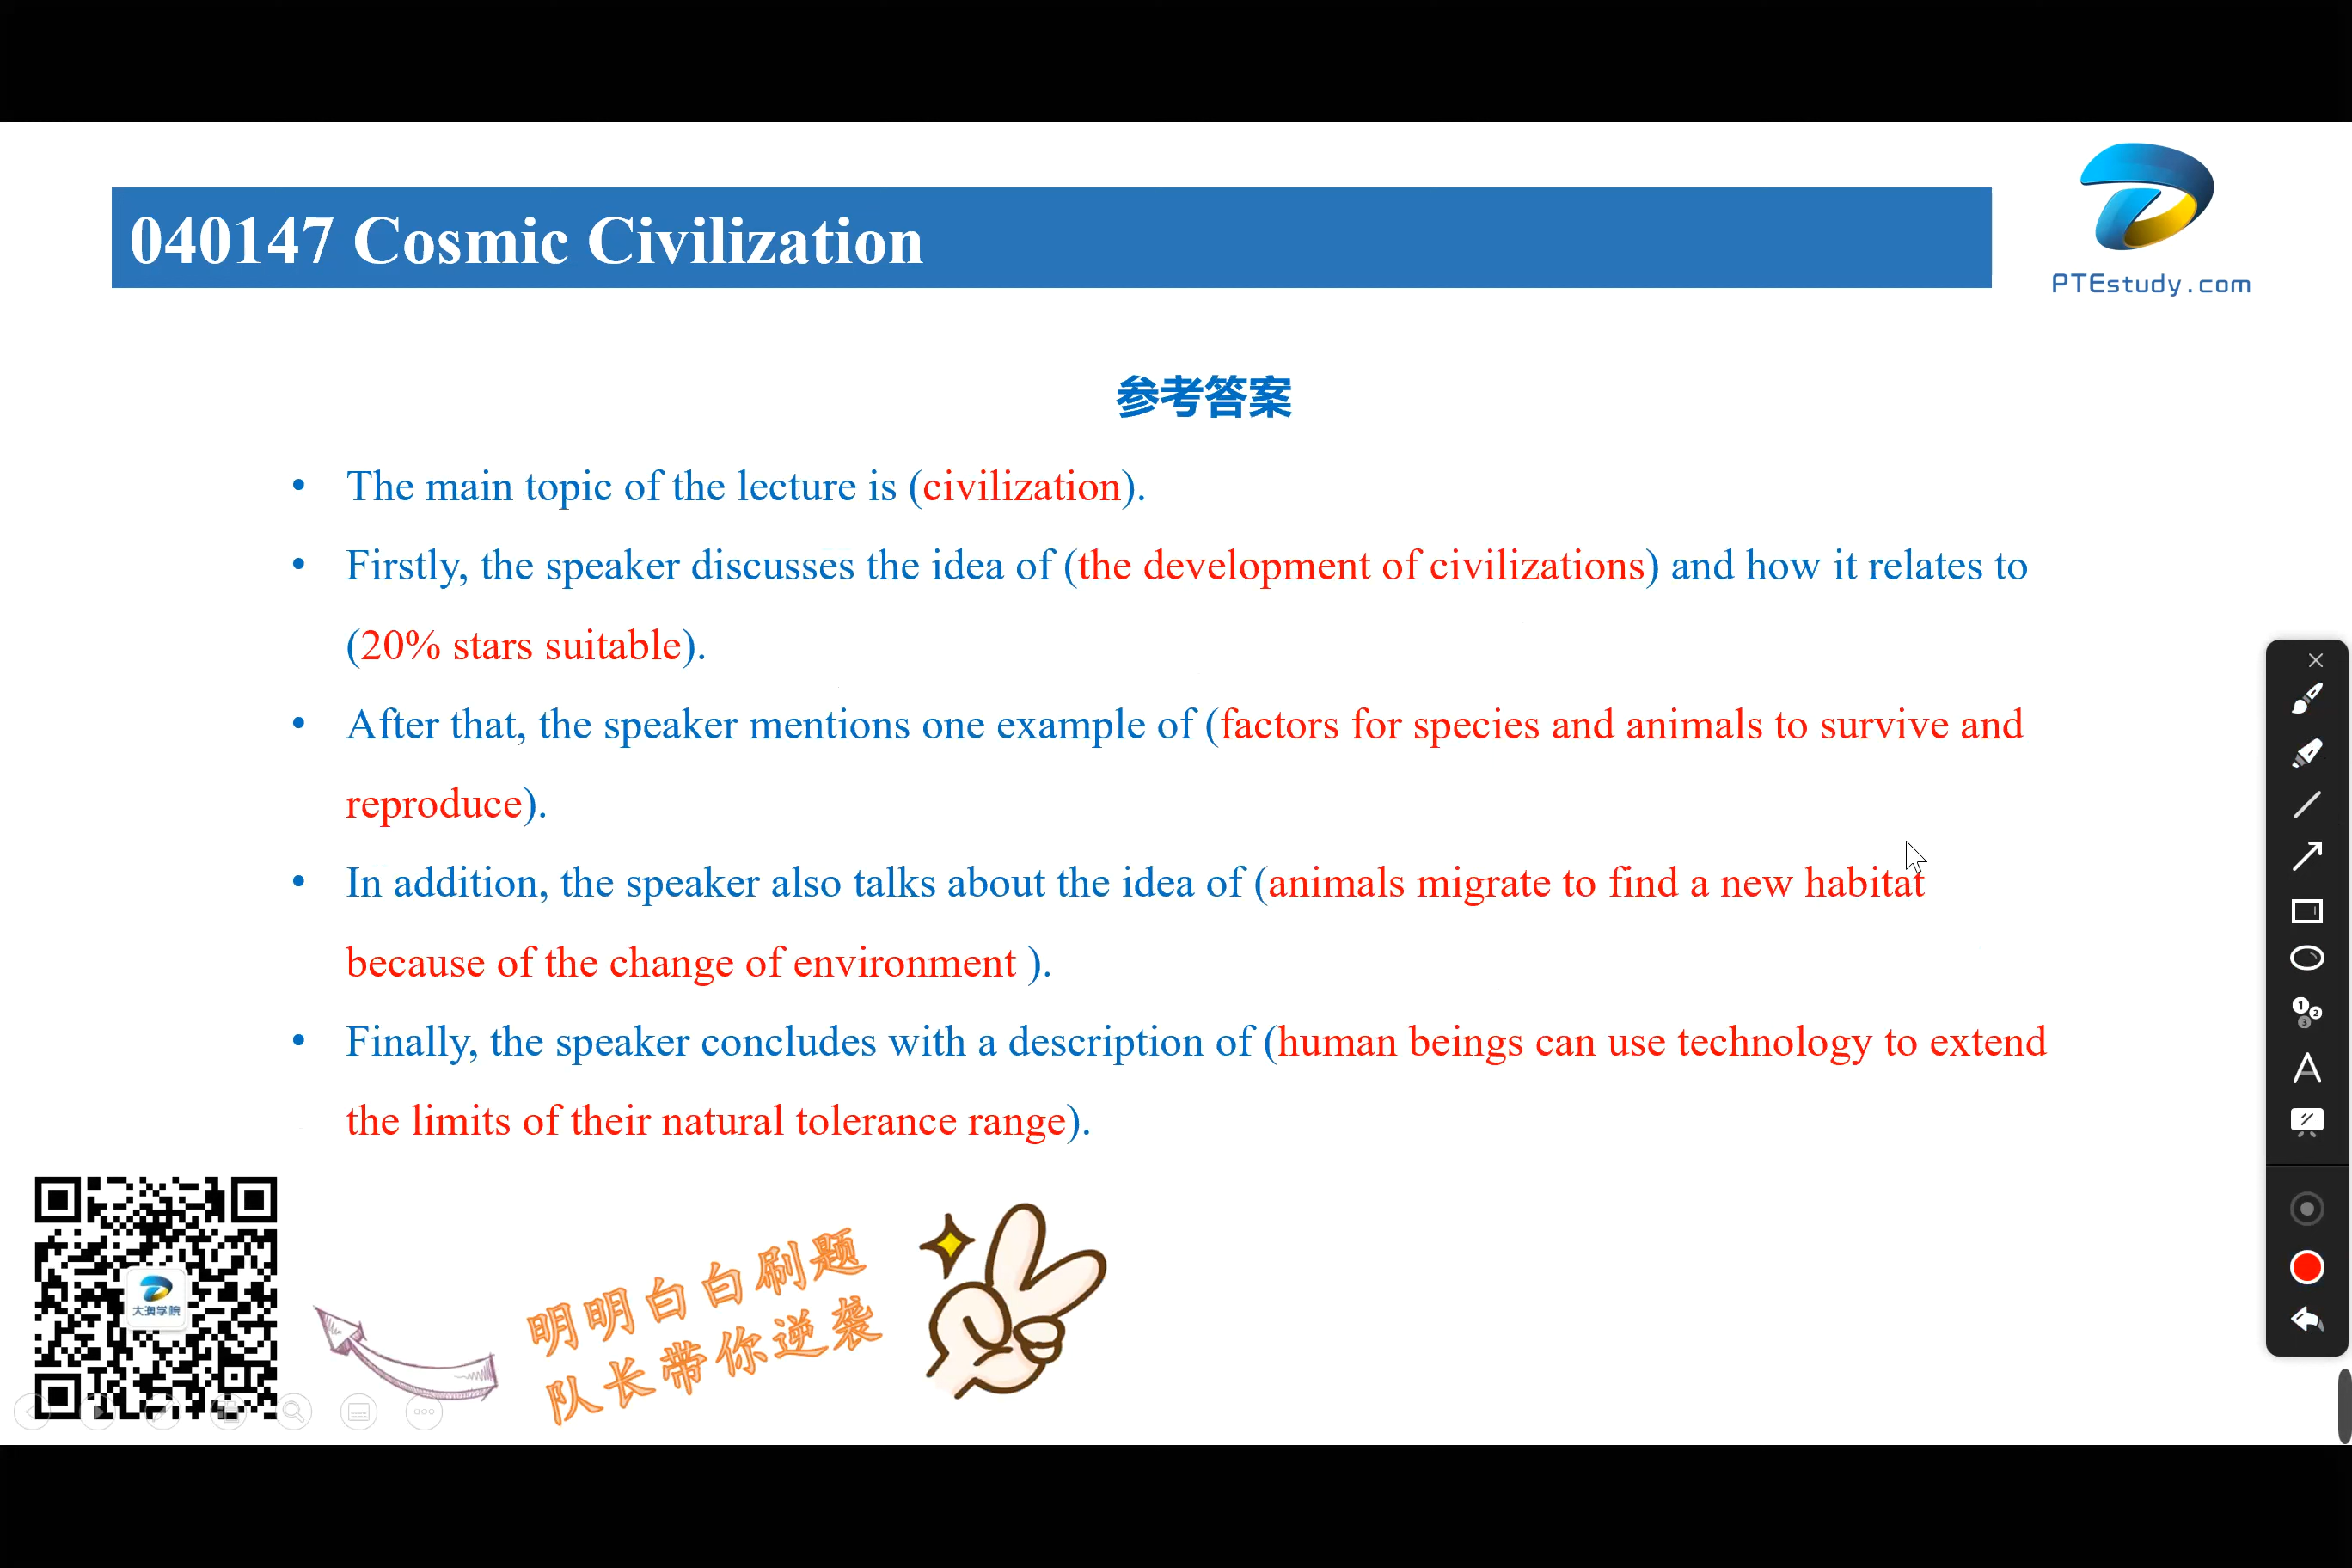 040147 Cosmic Civilization
PTEstudy.com
参考答案
• The main topic of the lecture is (civilization).
• Firstly, the speaker discusses the idea of (the development of civilizations) and how it relates to
(20% stars suitable).
• After that, the speaker mentions one example of (factors for species and animals to survive and
reproduce).
• In addition, the speaker also talks about the idea of (animals migrate to find a new habitat
because of the change of environment ).
• Finally, the speaker concludes with a description of (human beings can use technology to extend
the limits of their natural tolerance range).
大澳学院
明明白白刷题
队长带你逆袭